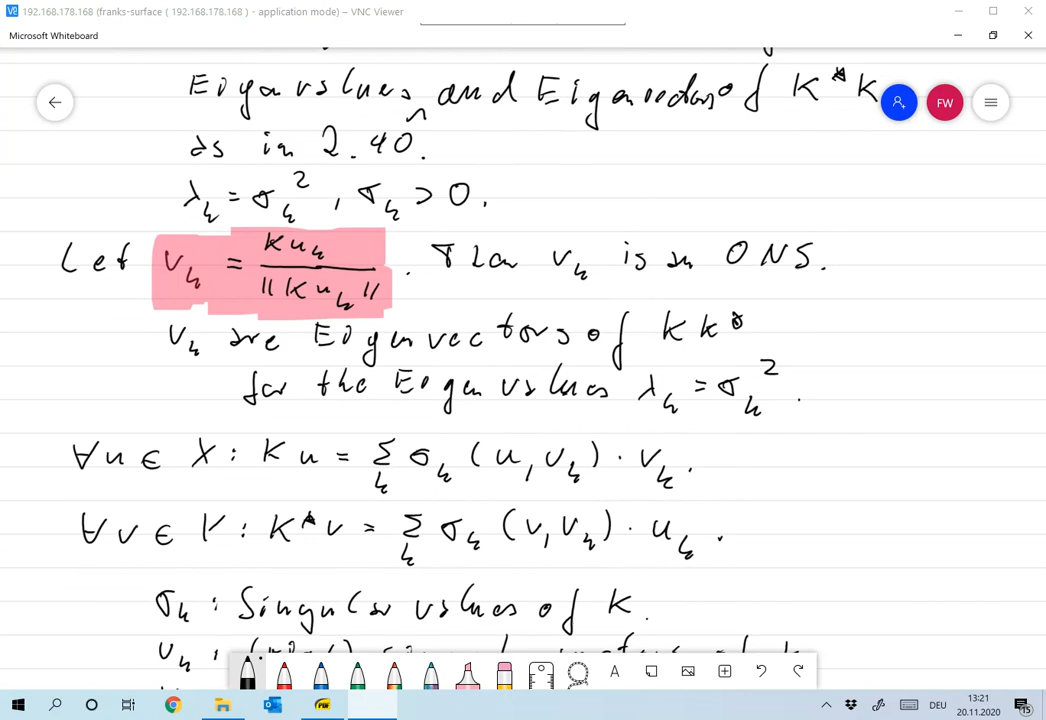 192.168.178.168 (franks-surface ( 192.168.178.168 ) - application mode) – VNC Viewer
Microsoft Whiteboard
Eigenvalues and Eigenvectors of K*K
FW
as in 2.40.
λₖ = σₖ², σₖ > 0.
Let vₖ = Kuₖ / ‖Kuₖ‖. Then vₖ is an ONS.
vₖ are Eigenvectors of KK*
for the Eigenvalues λₖ = σₖ².
∀u ∈ X : Ku = Σₖ σₖ (u, uₖ) · vₖ.
∀v ∈ Y : K*v = Σₖ σₖ (v, vₖ) · uₖ.
σₖ : Singular values of K.
uₖ :
A
DEU
13:21
20.11.2020
15